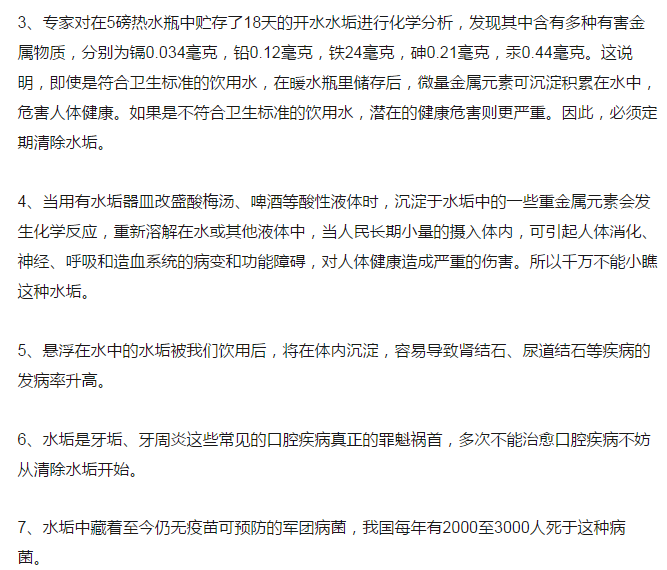 3、专家对在5磅热水瓶中贮存了18天的开水水垢进行化学分析，发现其中含有多种有害金
属物质，分别为镉0.034毫克，铅0.12毫克，铁24毫克，砷0.21毫克，汞0.44毫克。这说
明，即使是符合卫生标准的饮用水，在暖水瓶里储存后，微量金属元素可沉淀积累在水中，
危害人体健康。如果是不符合卫生标准的饮用水，潜在的健康危害则更严重。因此，必须定
期清除水垢。
4、当用有水垢器皿改盛酸梅汤、啤酒等酸性液体时，沉淀于水垢中的一些重金属元素会发
生化学反应，重新溶解在水或其他液体中，当人民长期小量的摄入体内，可引起人体消化、
神经、呼吸和造血系统的病变和功能障碍，对人体健康造成严重的伤害。所以千万不能小瞧
这种水垢。
5、悬浮在水中的水垢被我们饮用后，将在体内沉淀，容易导致肾结石、尿道结石等疾病的
发病率升高。
6、水垢是牙垢、牙周炎这些常见的口腔疾病真正的罪魁祸首，多次不能治愈口腔疾病不妨
从清除水垢开始。
7、水垢中藏着至今仍无疫苗可预防的军团病菌，我国每年有2000至3000人死于这种病
菌。